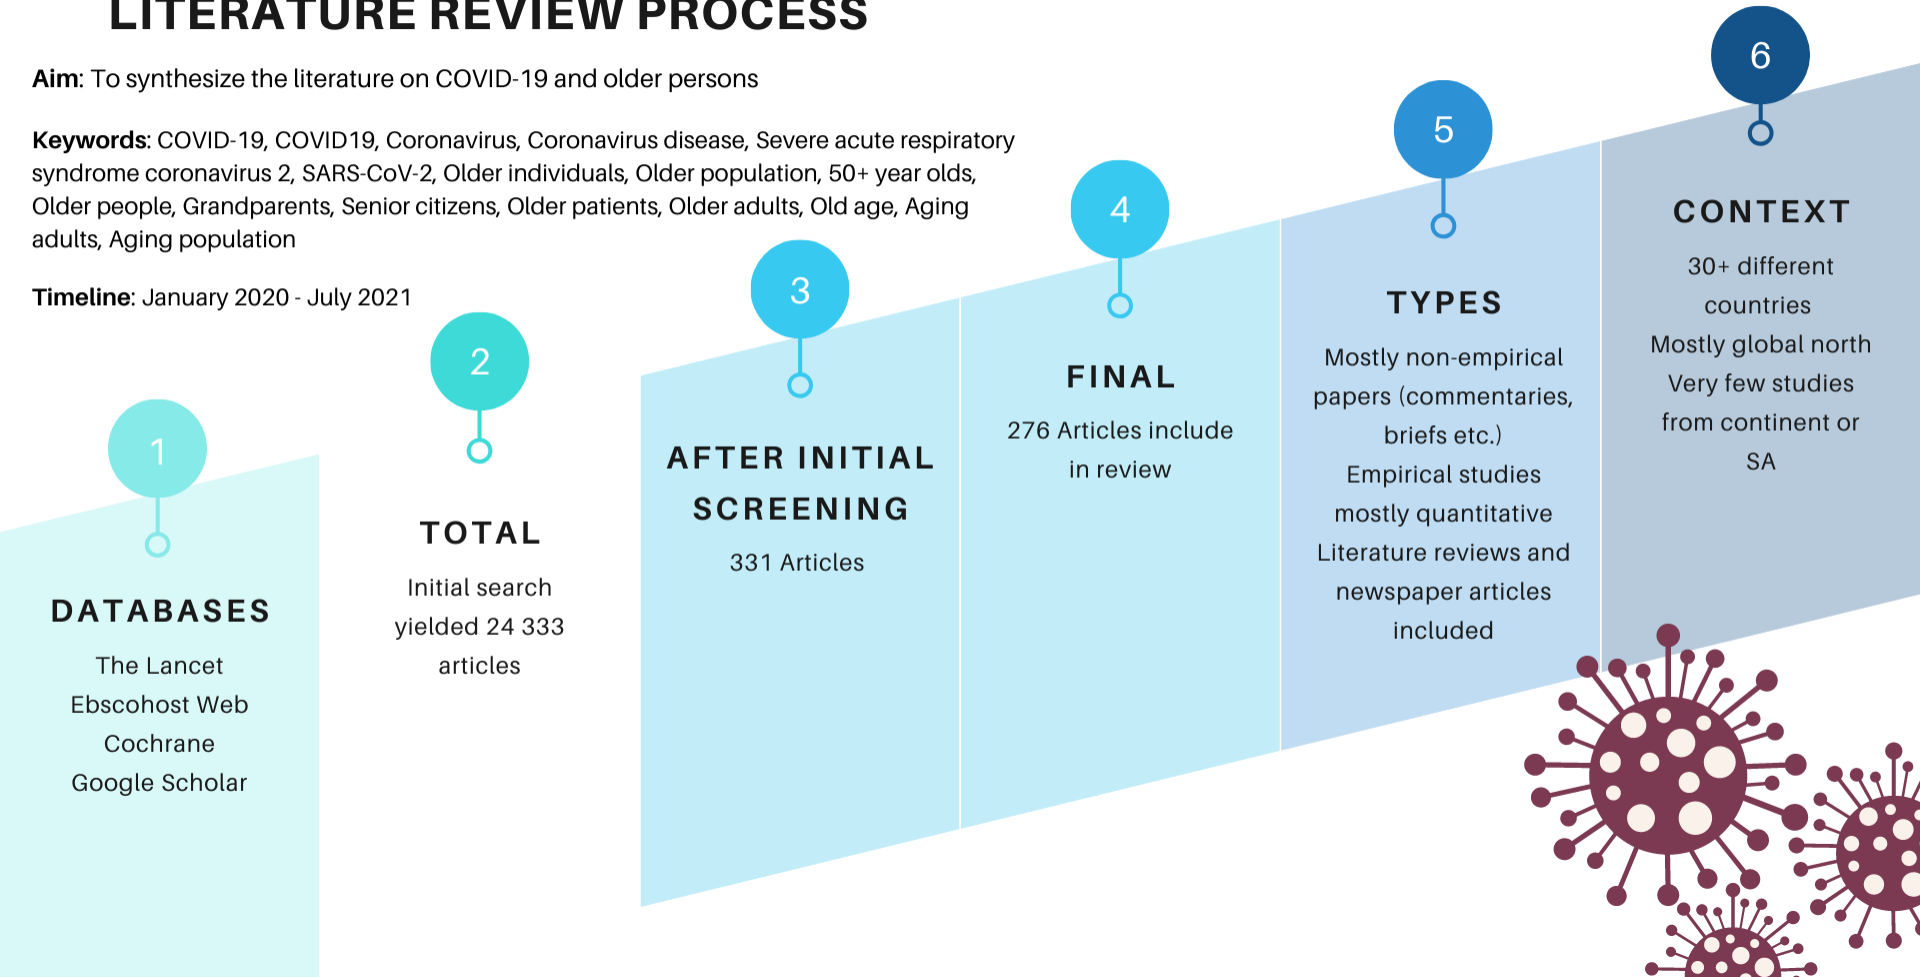 LITERATURE REVIEW PROCESS
Aim: To synthesize the literature on COVID-19 and older persons
Keywords: COVID-19, COVID19, Coronavirus, Coronavirus disease, Severe acute respiratory
syndrome coronavirus 2, SARS-CoV-2, Older individuals, Older population, 50+ year olds,
Older people, Grandparents, Senior citizens, Older patients, Older adults, Old age, Aging
adults, Aging population
Timeline: January 2020 - July 2021
1
DATABASES
The Lancet
Ebscohost Web
Cochrane
Google Scholar
2
TOTAL
Initial search
yielded 24 333
articles
3
AFTER INITIAL
SCREENING
331 Articles
4
FINAL
276 Articles include
in review
5
TYPES
Mostly non-empirical
papers (commentaries,
briefs etc.)
Empirical studies
mostly quantitative
Literature reviews and
newspaper articles
included
6
CONTEXT
30+ different
countries
Mostly global north
Very few studies
from continent or
SA